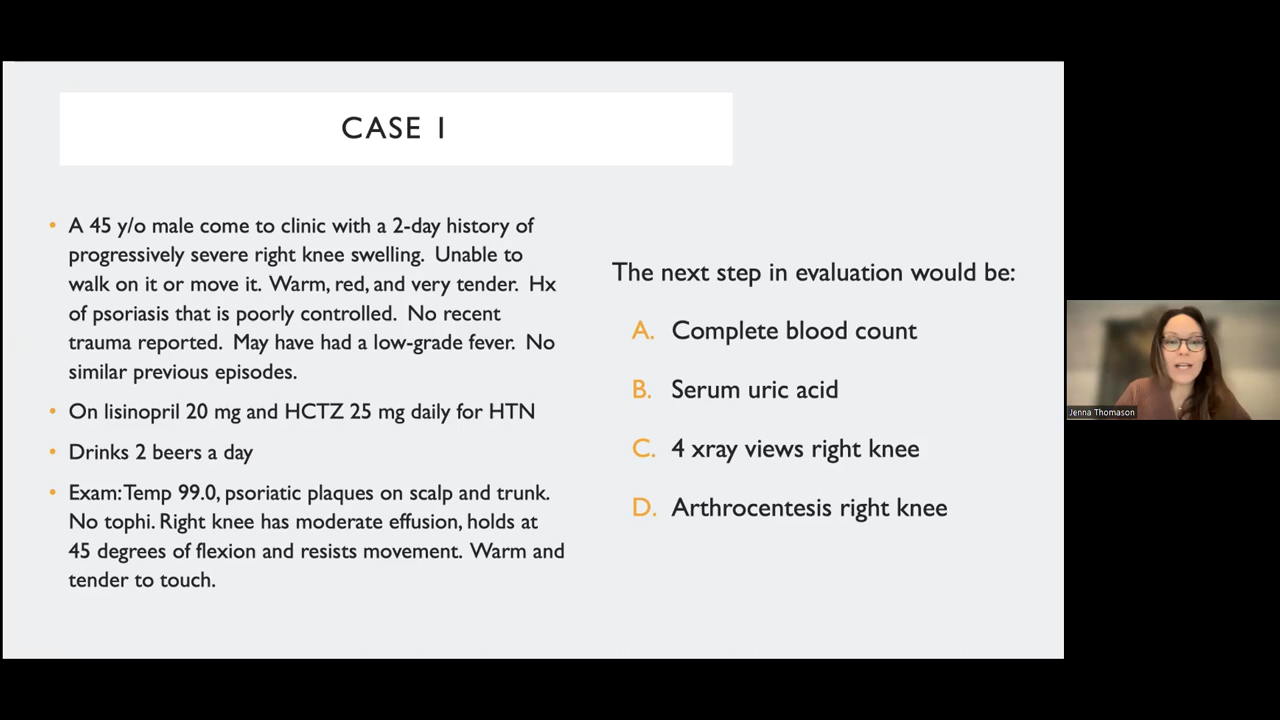 CASE 1
• A 45 y/o male come to clinic with a 2-day history of
progressively severe right knee swelling. Unable to
walk on it or move it. Warm, red, and very tender. Hx
of psoriasis that is poorly controlled. No recent
trauma reported. May have had a low-grade fever. No
similar previous episodes.
• On lisinopril 20 mg and HCTZ 25 mg daily for HTN
• Drinks 2 beers a day
• Exam: Temp 99.0, psoriatic plaques on scalp and trunk.
No tophi. Right knee has moderate effusion, holds at
45 degrees of flexion and resists movement. Warm and
tender to touch.
The next step in evaluation would be:
A. Complete blood count
B. Serum uric acid
C. 4 xray views right knee
D. Arthrocentesis right knee
Jenna Thomason